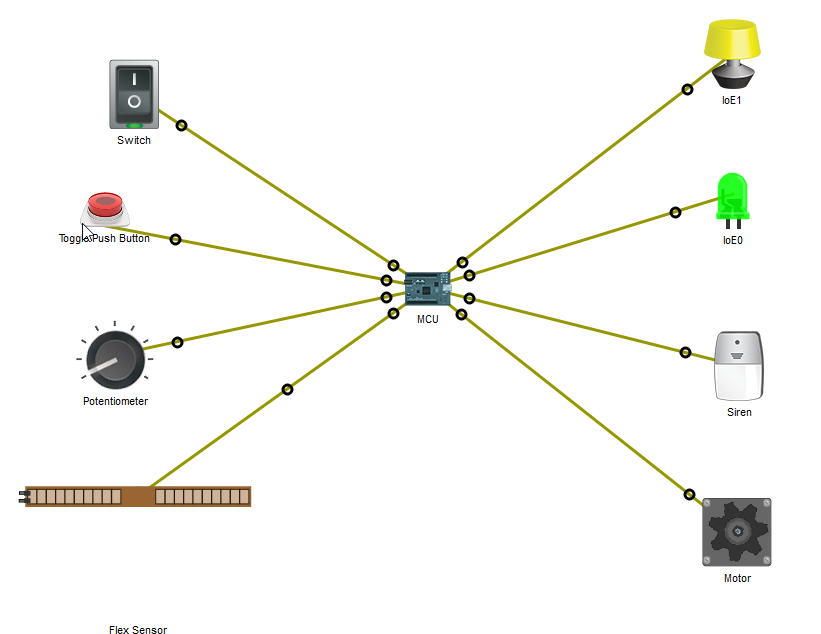 IoE1
Switch
Toggle Push Button
IoE0
MCU
Potentiometer
Siren
Motor
Flex Sensor